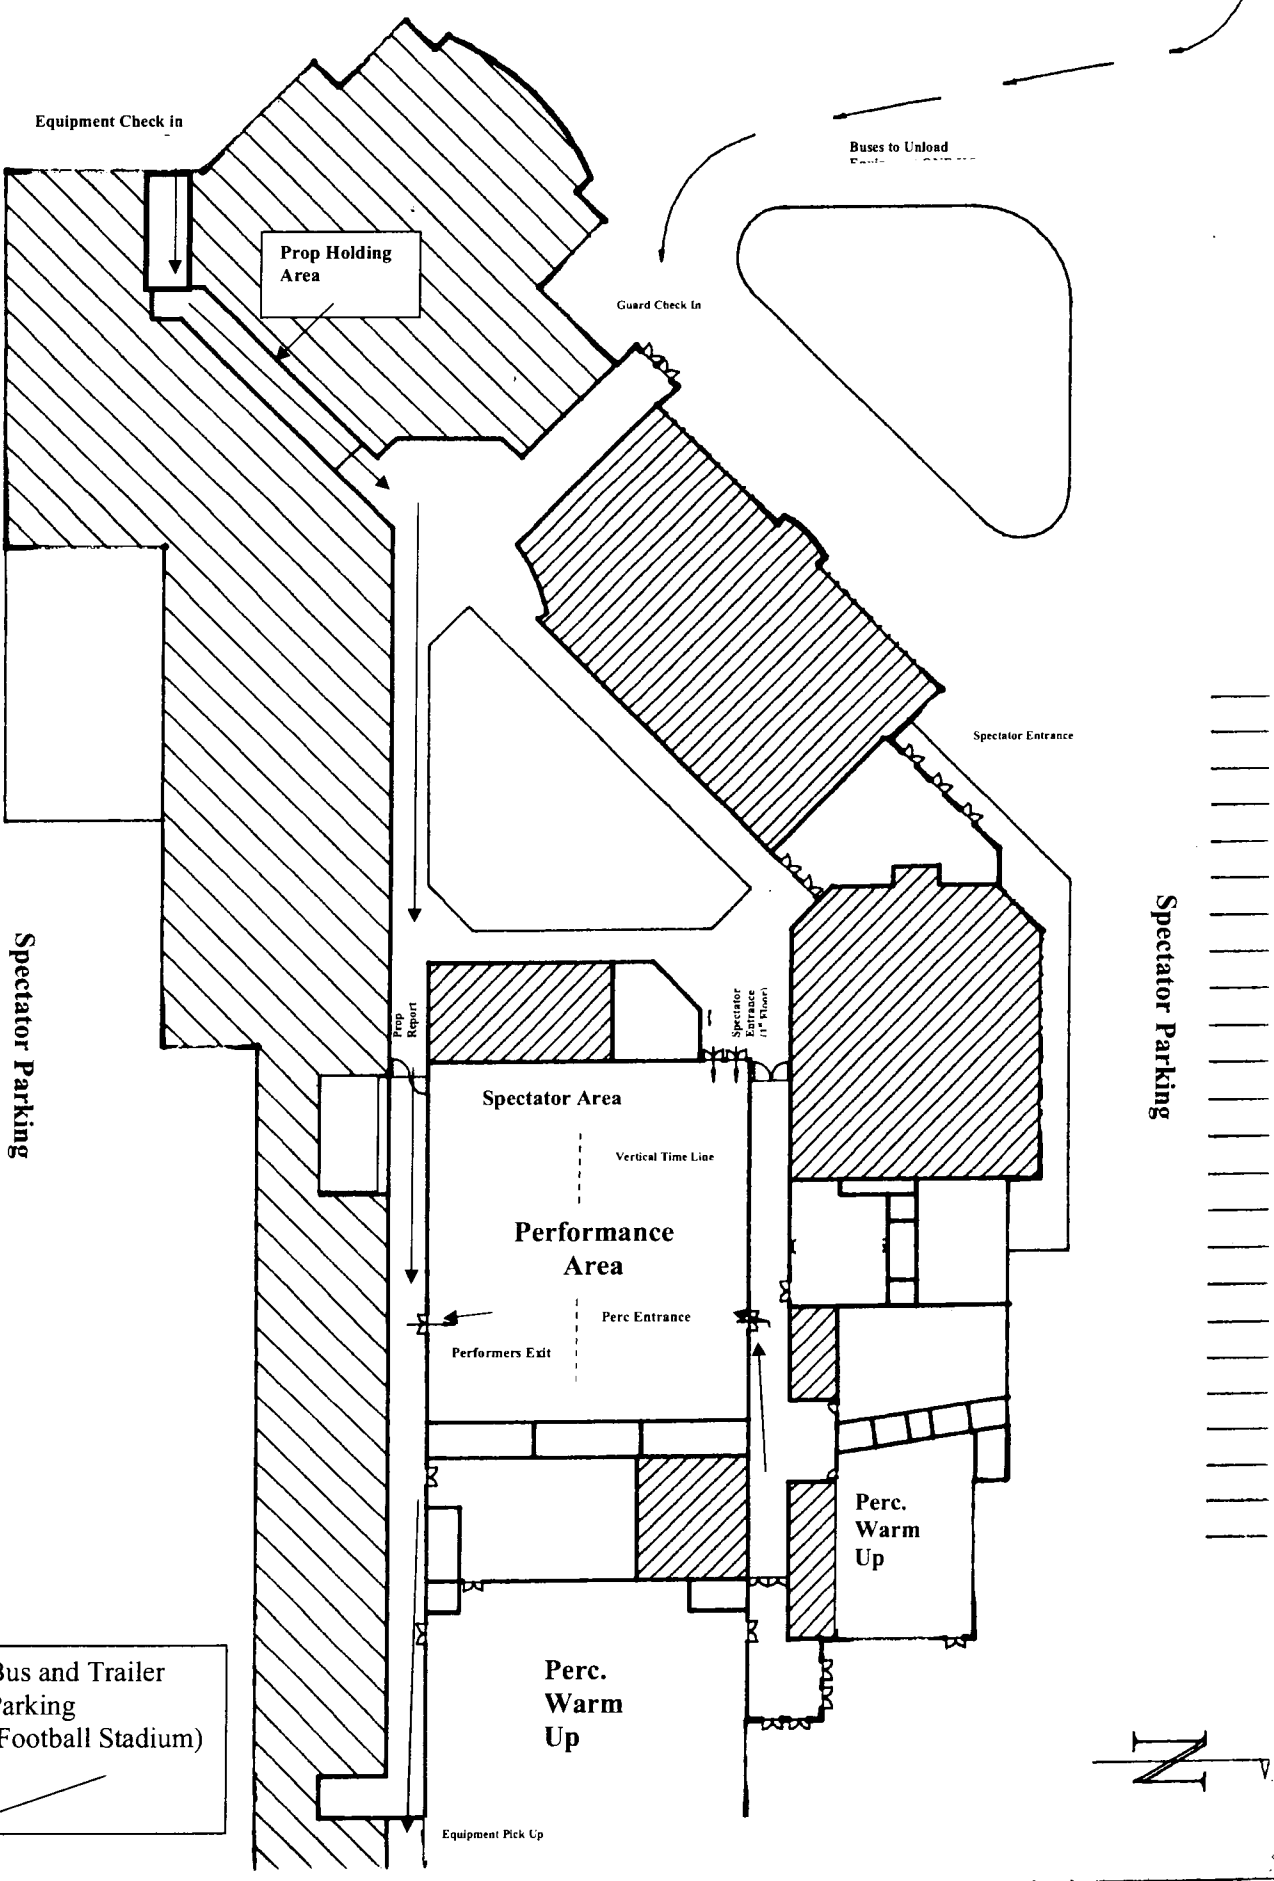 Equipment Check in
Buses to Unload
Prop Holding
Area
Guard Check In
Spectator Entrance
Spectator Parking
Spectator Parking
Prop
Report
Spectator
Entrance
(1st Floor)
Spectator Area
Vertical Time Line
Performance
Area
Perc Entrance
Performers Exit
Perc.
Warm
Up
Perc.
Warm
Up
Bus and Trailer
Parking
(Football Stadium)
Equipment Pick Up
N